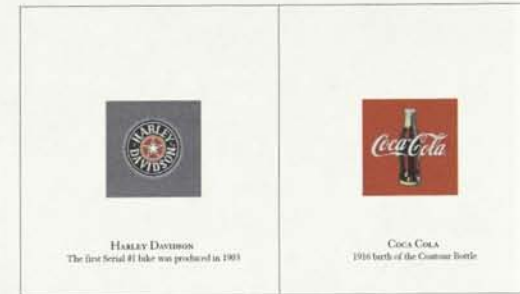 HARLEY
DAVIDSON
HARLEY DAVIDSON
The first Serial #1 bike was produced in 1903
Coca-Cola
COCA COLA
1916 birth of the Contour Bottle